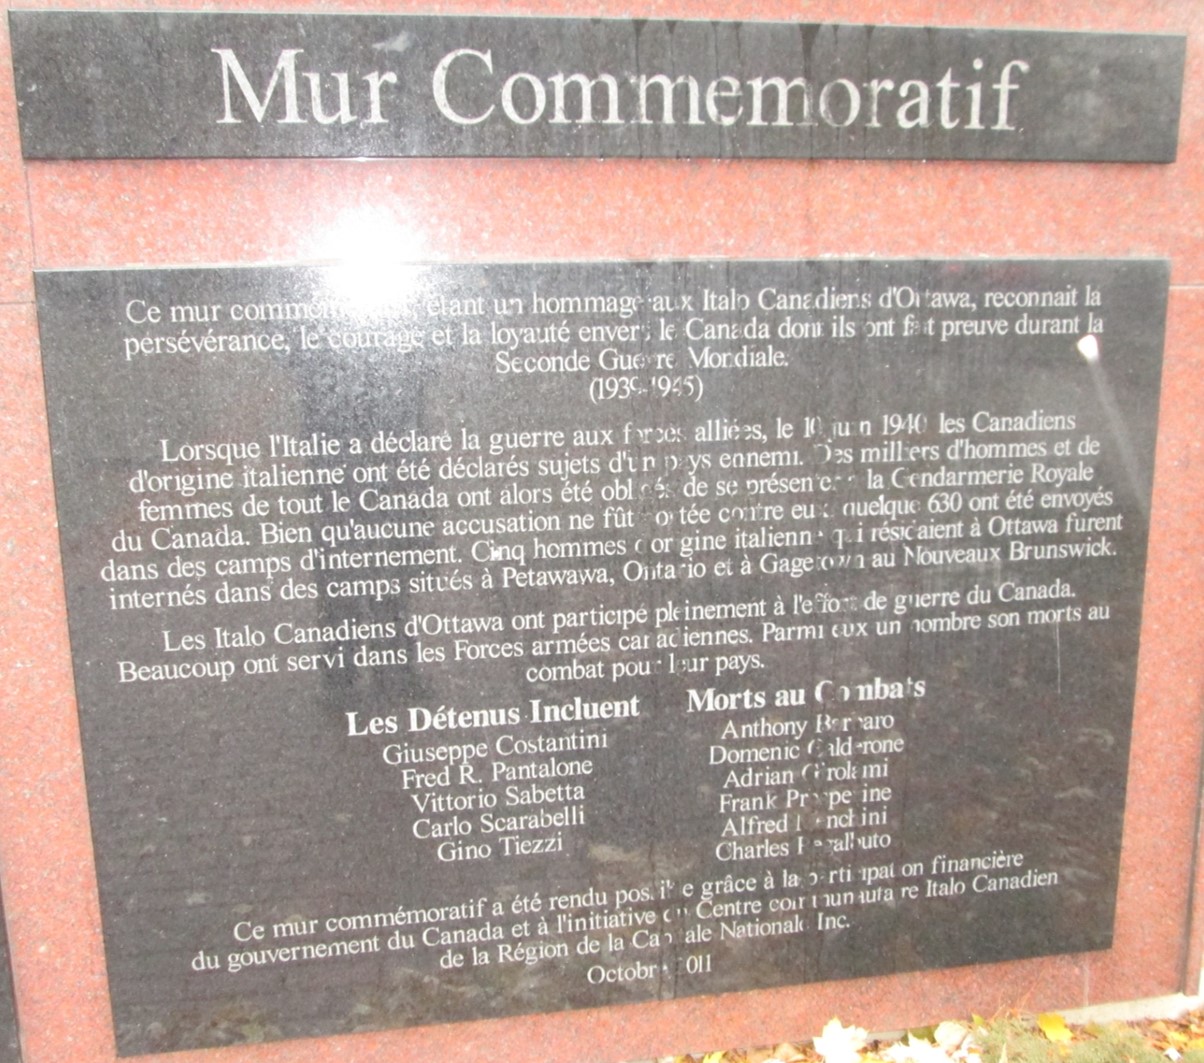 Mur Commemoratif
Ce mur étant un hommage aux Italo Canadiens d'Ottawa, reconnait la
persévérance, le courage et la loyauté envers le Canada dont ils ont fait preuve durant la
Seconde Guerre Mondiale.
(1939-1945)
Lorsque l'Italie a déclaré la guerre aux forces alliées, le 10 juin 1940 les Canadiens
d'origine italienne ont été déclarés sujets d'un pays ennemi. Des milliers d'hommes et de
femmes de tout le Canada ont alors été obligés de se présenter à la Gendarmerie Royale
du Canada. Bien qu'aucune accusation ne fût portée contre eux quelque 630 ont été envoyés
dans des camps d'internement. Cinq hommes d'origine italienne qui résidaient à Ottawa furent
internés dans des camps situés à Petawawa, Ontario et à Gagetown au Nouveaux Brunswick.
Les Italo Canadiens d'Ottawa ont participé pleinement à l'effort de guerre du Canada.
Beaucoup ont servi dans les Forces armées canadiennes. Parmi eux un nombre son morts au
combat pour leur pays.
Les Détenus Incluent
Giuseppe Costantini
Fred R. Pantalone
Vittorio Sabetta
Carlo Scarabelli
Gino Tiezzi
Morts au Combats
Anthony
Domenic Calderone
Adrian Girolami
Frank
Alfred
Charles
Ce mur commémoratif a été rendu possible grâce à la participation financière
du gouvernement du Canada et à l'initiative du Centre communautaire Italo Canadien
de la Région de la Capitale Nationale Inc.
Octobre 2011